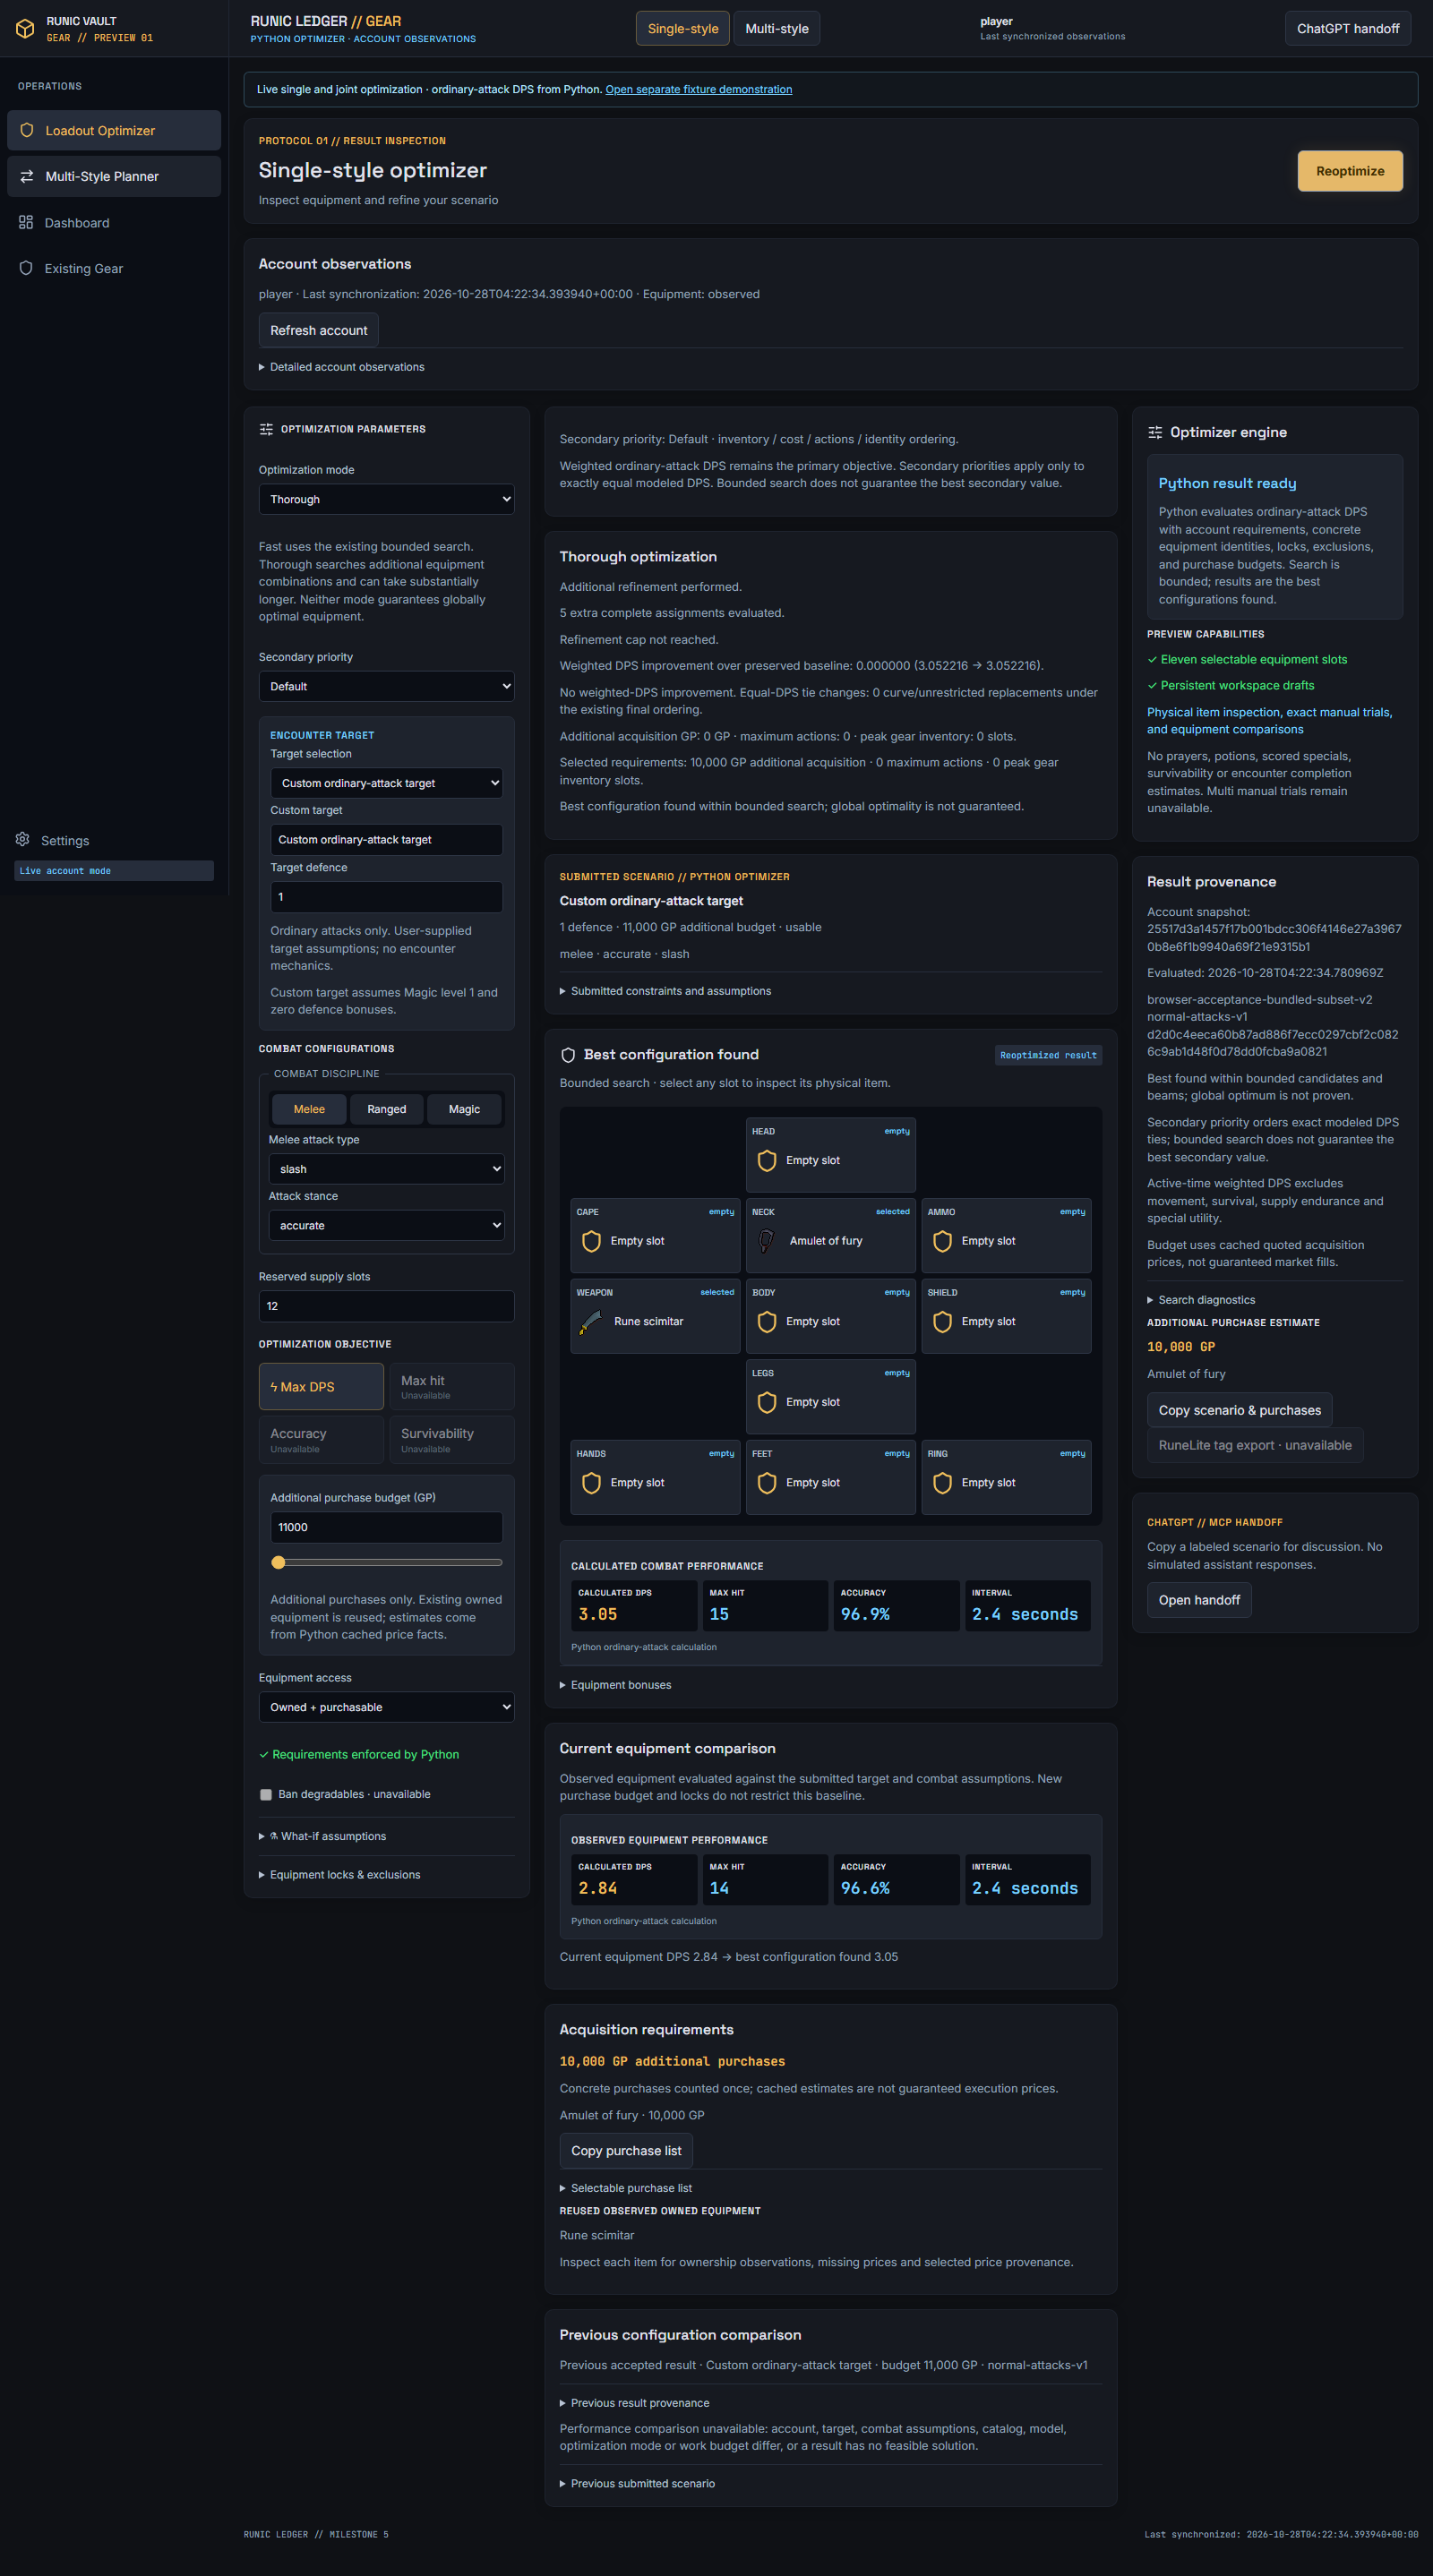 RUNIC VAULT
GEAR // PREVIEW 01
RUNIC LEDGER // GEAR
PYTHON OPTIMIZER · ACCOUNT OBSERVATIONS
Single-style
Multi-style
player
Last synchronized observations
ChatGPT handoff
OPERATIONS
Loadout Optimizer
Multi-Style Planner
Dashboard
Existing Gear
Settings
Live account mode
Live single and joint optimization · ordinary-attack DPS from Python. Open separate fixture demonstration
PROTOCOL 01 // RESULT INSPECTION
Single-style optimizer
Inspect equipment and refine your scenario
Reoptimize
Account observations
player · Last synchronization: 2026-10-28T04:22:34.393940+00:00 · Equipment: observed
Refresh account
▶ Detailed account observations
OPTIMIZATION PARAMETERS
Optimization mode
Thorough
Fast uses the existing bounded search.
Thorough searches additional equipment
combinations and can take substantially
longer. Neither mode guarantees globally
optimal equipment.
Secondary priority
Default
ENCOUNTER TARGET
Target selection
Custom ordinary-attack target
Custom target
Custom ordinary-attack target
Target defence
1
Ordinary attacks only. User-supplied
target assumptions; no encounter
mechanics.
Custom target assumes Magic level 1 and
zero defence bonuses.
COMBAT CONFIGURATIONS
COMBAT DISCIPLINE
Melee
Ranged
Magic
Melee attack type
slash
Attack stance
accurate
Reserved supply slots
12
OPTIMIZATION OBJECTIVE
ϟ Max DPS
Max hit
Unavailable
Accuracy
Unavailable
Survivability
Unavailable
Additional purchase budget (GP)
11000
Additional purchases only. Existing owned
equipment is reused; estimates come
from Python cached price facts.
Equipment access
Owned + purchasable
✓ Requirements enforced by Python
Ban degradables · unavailable
▶ ⚗ What-if assumptions
▶ Equipment locks & exclusions
Secondary priority: Default · inventory / cost / actions / identity ordering.
Weighted ordinary-attack DPS remains the primary objective. Secondary priorities apply only to
exactly equal modeled DPS. Bounded search does not guarantee the best secondary value.
Thorough optimization
Additional refinement performed.
5 extra complete assignments evaluated.
Refinement cap not reached.
Weighted DPS improvement over preserved baseline: 0.000000 (3.052216 → 3.052216).
No weighted-DPS improvement. Equal-DPS tie changes: 0 curve/unrestricted replacements under
the existing final ordering.
Additional acquisition GP: 0 GP · maximum actions: 0 · peak gear inventory: 0 slots.
Selected requirements: 10,000 GP additional acquisition · 0 maximum actions · 0 peak gear
inventory slots.
Best configuration found within bounded search; global optimality is not guaranteed.
SUBMITTED SCENARIO // PYTHON OPTIMIZER
Custom ordinary-attack target
1 defence · 11,000 GP additional budget · usable
melee · accurate · slash
▶ Submitted constraints and assumptions
Best configuration found
Reoptimized result
Bounded search · select any slot to inspect its physical item.
HEAD empty
Empty slot
CAPE empty
Empty slot
NECK selected
Amulet of fury
AMMO empty
Empty slot
WEAPON selected
Rune scimitar
BODY empty
Empty slot
SHIELD empty
Empty slot
LEGS empty
Empty slot
HANDS empty
Empty slot
FEET empty
Empty slot
RING empty
Empty slot
CALCULATED COMBAT PERFORMANCE
CALCULATED DPS
3.05
MAX HIT
15
ACCURACY
96.9%
INTERVAL
2.4 seconds
Python ordinary-attack calculation
▶ Equipment bonuses
Current equipment comparison
Observed equipment evaluated against the submitted target and combat assumptions. New
purchase budget and locks do not restrict this baseline.
OBSERVED EQUIPMENT PERFORMANCE
CALCULATED DPS
2.84
MAX HIT
14
ACCURACY
96.6%
INTERVAL
2.4 seconds
Python ordinary-attack calculation
Current equipment DPS 2.84 → best configuration found 3.05
Acquisition requirements
10,000 GP additional purchases
Concrete purchases counted once; cached estimates are not guaranteed execution prices.
Amulet of fury · 10,000 GP
Copy purchase list
▶ Selectable purchase list
REUSED OBSERVED OWNED EQUIPMENT
Rune scimitar
Inspect each item for ownership observations, missing prices and selected price provenance.
Previous configuration comparison
Previous accepted result · Custom ordinary-attack target · budget 11,000 GP · normal-attacks-v1
▶ Previous result provenance
Performance comparison unavailable: account, target, combat assumptions, catalog, model,
optimization mode or work budget differ, or a result has no feasible solution.
▶ Previous submitted scenario
Optimizer engine
Python result ready
Python evaluates ordinary-attack DPS
with account requirements, concrete
equipment identities, locks, exclusions,
and purchase budgets. Search is
bounded; results are the best
configurations found.
PREVIEW CAPABILITIES
✓ Eleven selectable equipment slots
✓ Persistent workspace drafts
Physical item inspection, exact manual trials,
and equipment comparisons
No prayers, potions, scored specials,
survivability or encounter completion
estimates. Multi manual trials remain
unavailable.
Result provenance
Account snapshot:
25517d3a1457f17b001bdcc306f4146e27a3967
0b8e6f1b9940a69f21e9315b1
Evaluated: 2026-10-28T04:22:34.780969Z
browser-acceptance-bundled-subset-v2
normal-attacks-v1
d2d0c4eeca60b87ad886f7ecc0297cbf2c082
6c9ab1d48f0d78dd0fcba9a0821
Best found within bounded candidates and
beams; global optimum is not proven.
Secondary priority orders exact modeled DPS
ties; bounded search does not guarantee the
best secondary value.
Active-time weighted DPS excludes
movement, survival, supply endurance and
special utility.
Budget uses cached quoted acquisition
prices, not guaranteed market fills.
▶ Search diagnostics
ADDITIONAL PURCHASE ESTIMATE
10,000 GP
Amulet of fury
Copy scenario & purchases
RuneLite tag export · unavailable
CHATGPT // MCP HANDOFF
Copy a labeled scenario for discussion. No
simulated assistant responses.
Open handoff
RUNIC LEDGER // MILESTONE 5
Last synchronized: 2026-10-28T04:22:34.393940+00:00